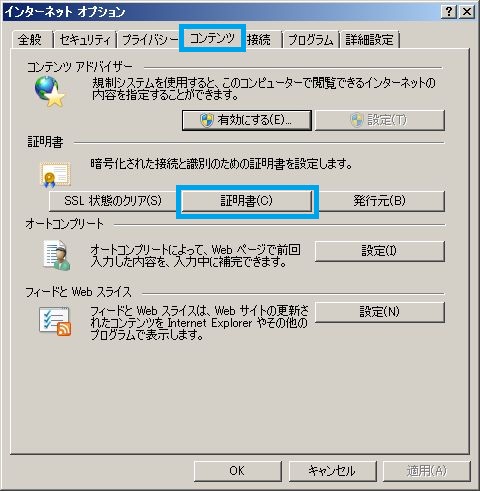 インターネット オプション
全般 セキュリティ プライバシー コンテンツ 接続 プログラム 詳細設定
コンテンツ アドバイザー
規制システムを使用すると、このコンピューターで閲覧できるインターネットの
内容を指定することができます。
有効にする(E)... 設定(T)
証明書
暗号化された接続と識別のための証明書を設定します。
SSL 状態のクリア(S) 証明書(C) 発行元(B)
オートコンプリート
オートコンプリートによって、Web ページで前回
入力した内容を、入力中に補完できます。
設定(I)
フィードと Web スライス
フィードと Web スライスは、Web サイトの更新さ
れたコンテンツを Internet Explorer やその他の
プログラムで表示します。
設定(N)
OK キャンセル 適用(A)